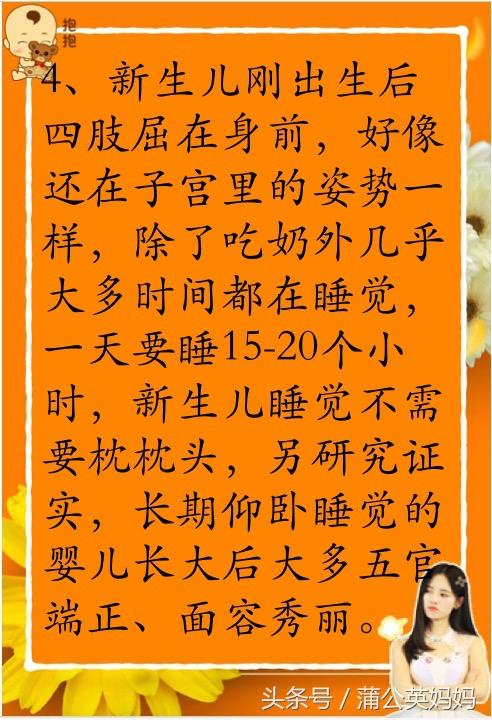 抱抱
4、新生儿刚出生后
四肢屈在身前，好像
还在子宫里的姿势一
样，除了吃奶外几乎
大多时间都在睡觉，
一天要睡15-20个小
时，新生儿睡觉不需
要枕枕头，另研究证
实，长期仰卧睡觉的
婴儿长大后大多五官
端正、面容秀丽。
头条号／蒲公英妈妈